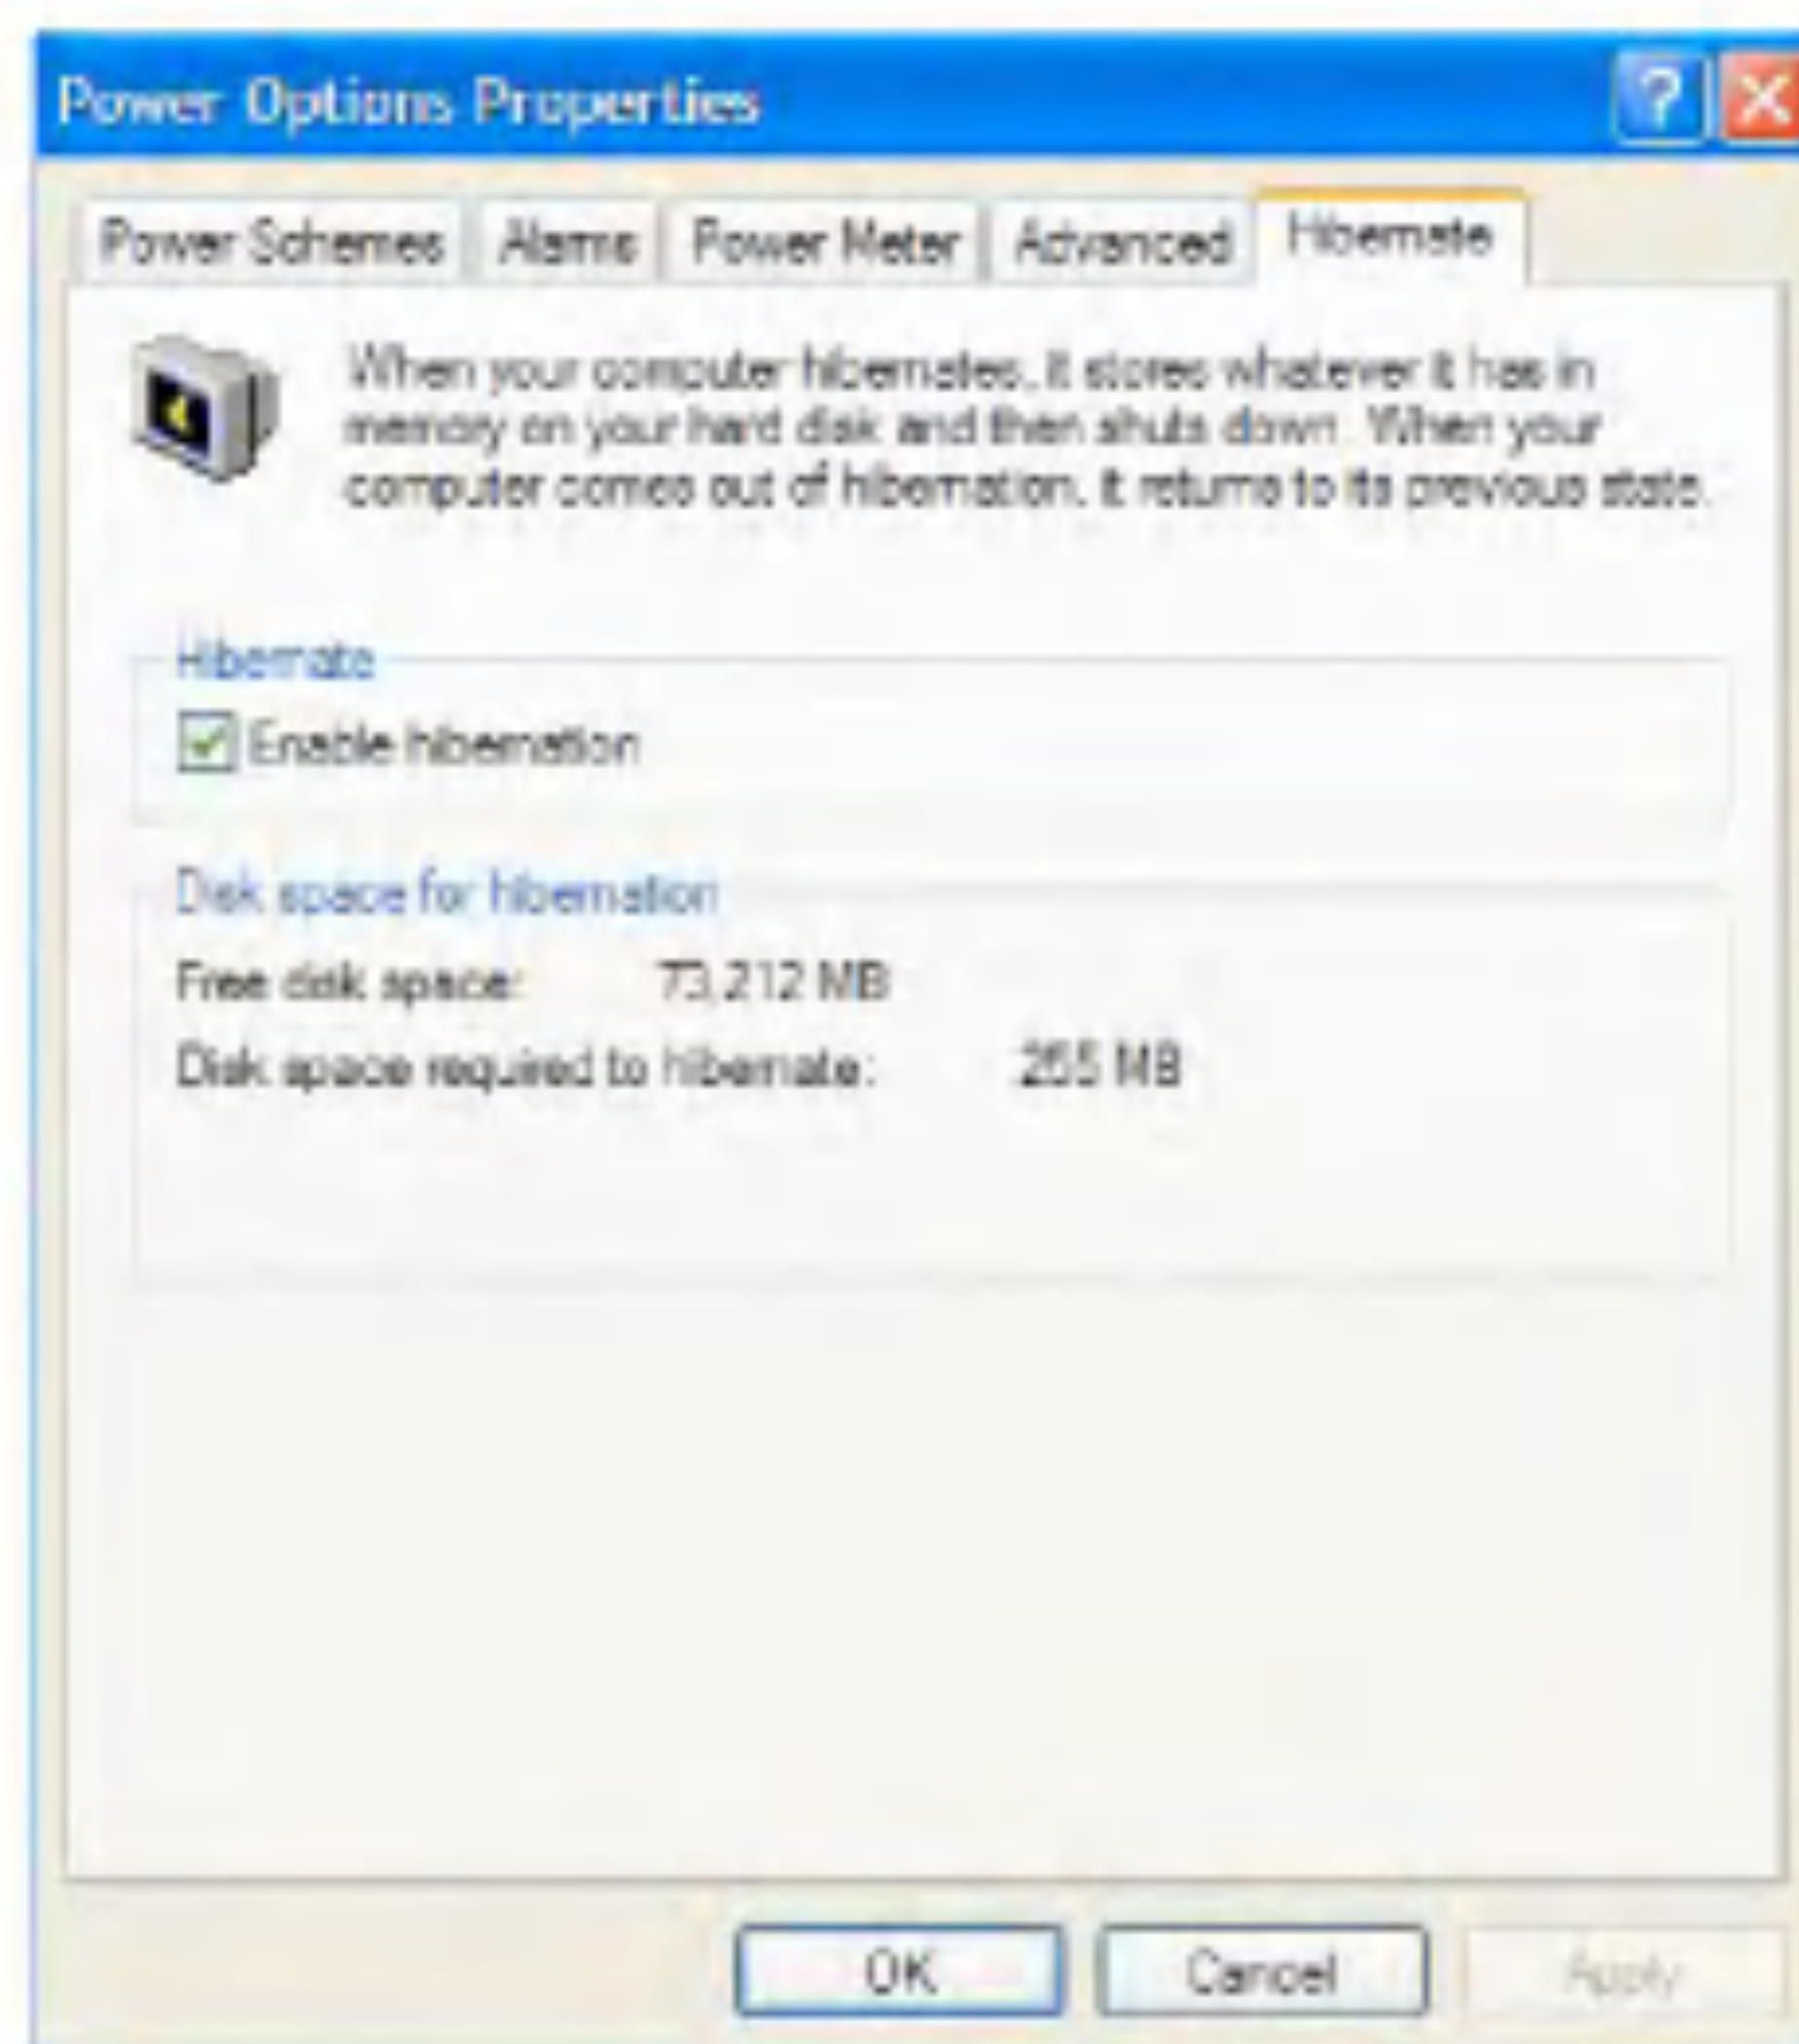 Power Options Properties
Power Schemes Alarms Power Meter Advanced Hibernate
When your computer hibernates, it stores whatever it has in
memory on your hard disk and then shuts down. When your
computer comes out of hibernation, it returns to its previous state.
Hibernate
Enable hibernation
Disk space for hibernation
Free disk space: 73,212 MB
Disk space required to hibernate: 255 MB
OK Cancel Apply